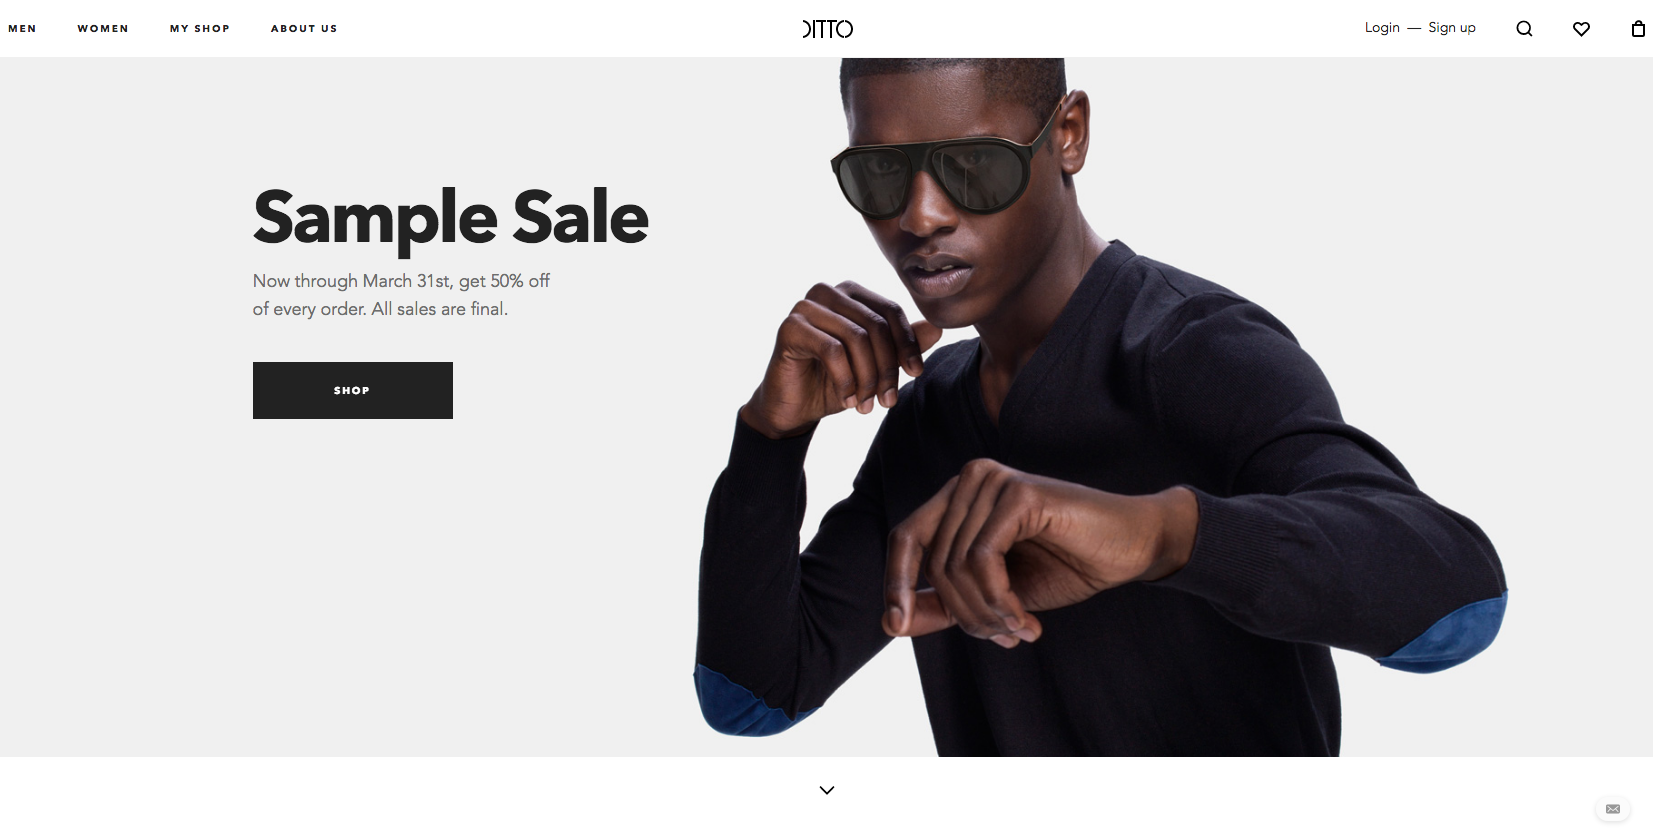 MEN
WOMEN
MY SHOP
ABOUT US
DITTO
Login — Sign up
Sample Sale
Now through March 31st, get 50% off
of every order. All sales are final.
SHOP